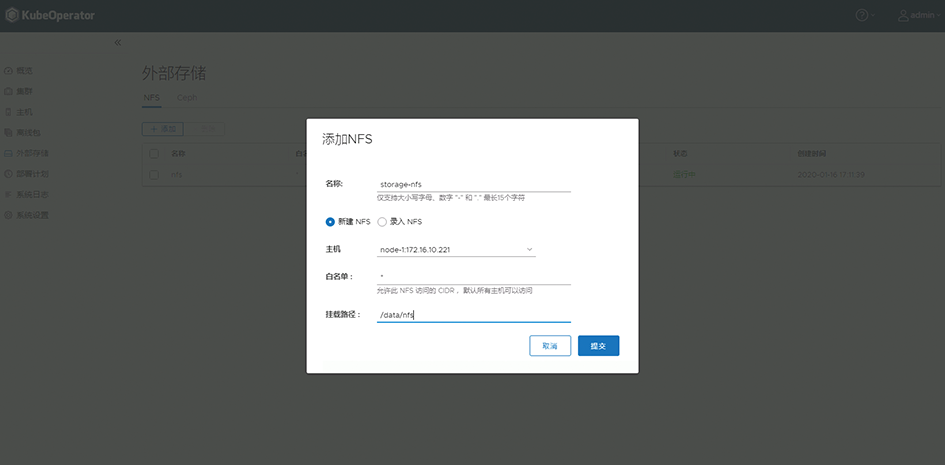 KubeOperator
admin
«
概览
集群
主机
离线包
外部存储
部署计划
系统日志
系统设置
外部存储
NFS Ceph
添加
名称 状态 创建时间
nfs 运行中 2020-01-16 17:11:39
添加NFS
名称: storage-nfs
仅支持大小写字母、数字 "-" 和 "." 最长15个字符
新建 NFS 录入 NFS
主机 node-1:172.16.10.221
白名单： *
允许此 NFS 访问的 CIDR ，默认所有主机可以访问
挂载路径： /data/nfs
取消 提交